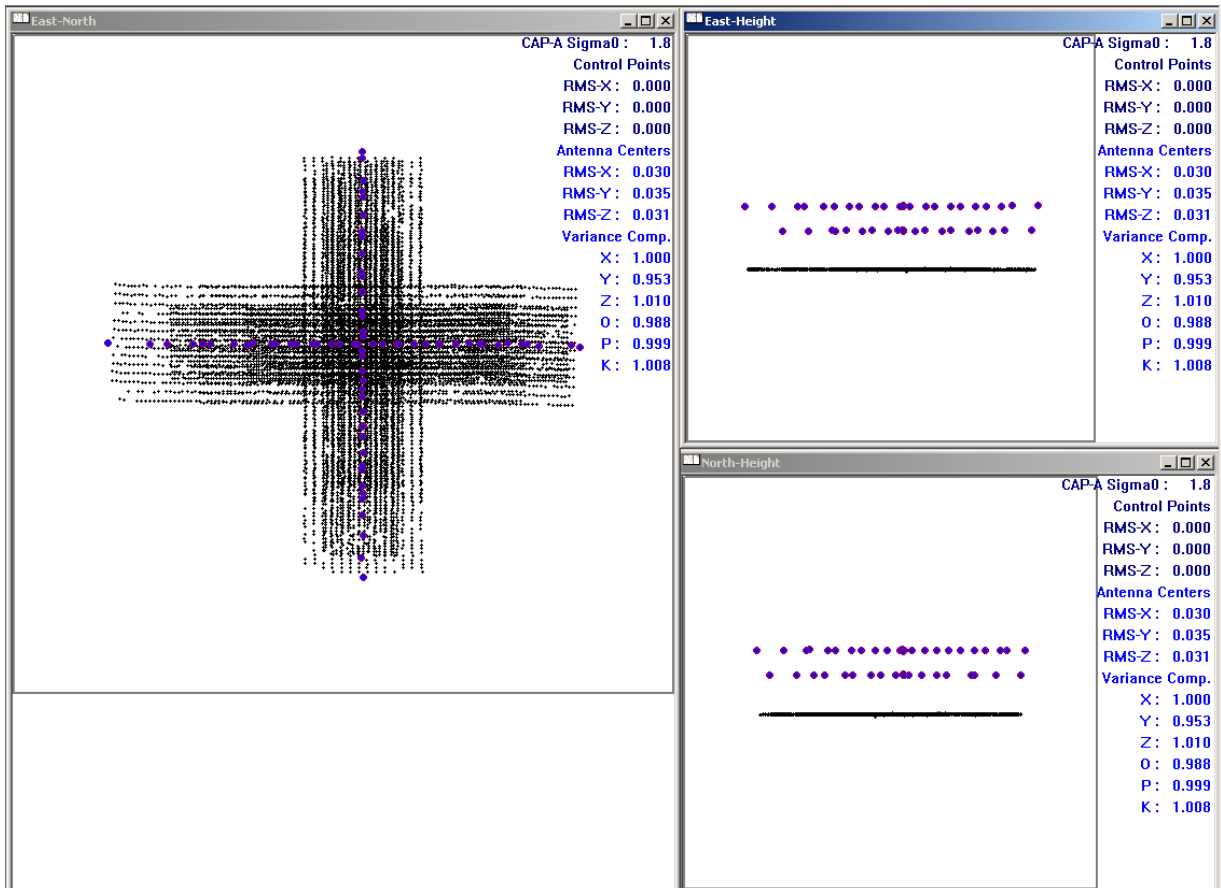 East-North
CAP-A Sigma0 : 1.8
Control Points
RMS-X : 0.000
RMS-Y : 0.000
RMS-Z : 0.000
Antenna Centers
RMS-X : 0.030
RMS-Y : 0.035
RMS-Z : 0.031
Variance Comp.
X : 1.000
Y : 0.953
Z : 1.010
O : 0.988
P : 0.999
K : 1.008
East-Height
CAP-A Sigma0 : 1.8
Control Points
RMS-X : 0.000
RMS-Y : 0.000
RMS-Z : 0.000
Antenna Centers
RMS-X : 0.030
RMS-Y : 0.035
RMS-Z : 0.031
Variance Comp.
X : 1.000
Y : 0.953
Z : 1.010
O : 0.988
P : 0.999
K : 1.008
North-Height
CAP-A Sigma0 : 1.8
Control Points
RMS-X : 0.000
RMS-Y : 0.000
RMS-Z : 0.000
Antenna Centers
RMS-X : 0.030
RMS-Y : 0.035
RMS-Z : 0.031
Variance Comp.
X : 1.000
Y : 0.953
Z : 1.010
O : 0.988
P : 0.999
K : 1.008